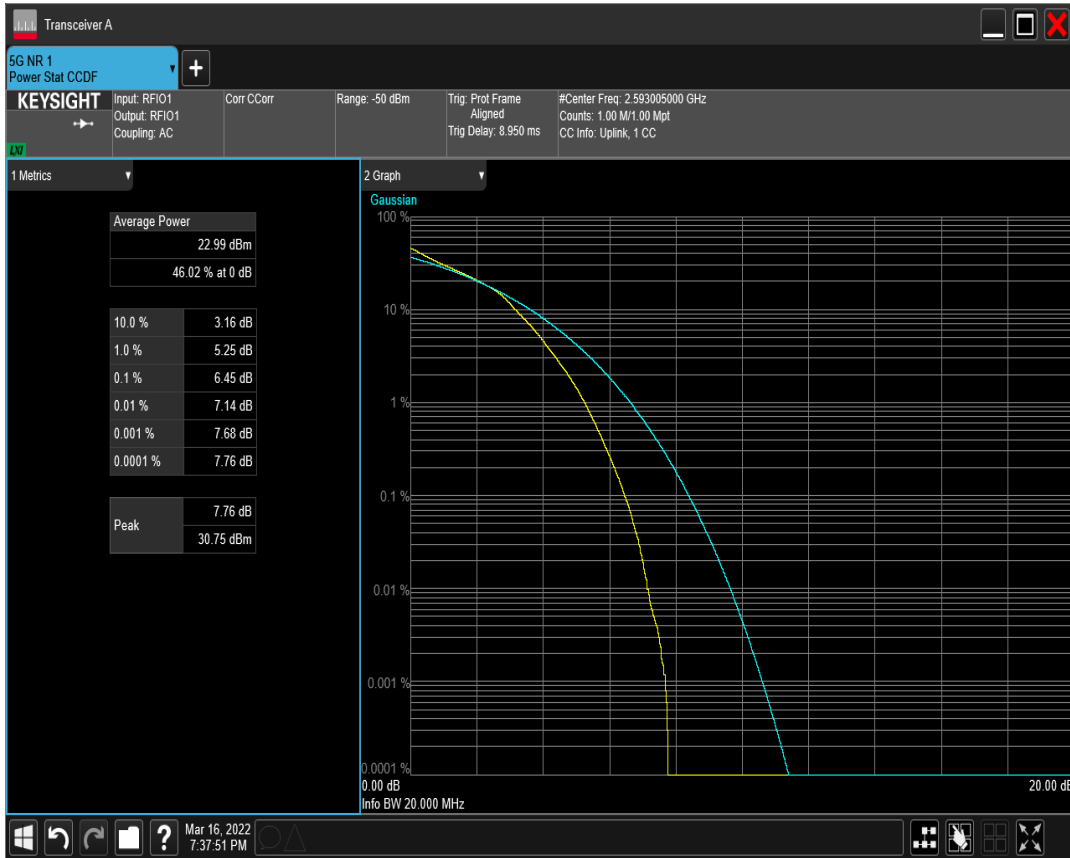 Transceiver A
5G NR 1
Power Stat CCDF
KEYSIGHT
LXI
Input: RFIO1
Output: RFIO1
Coupling: AC
Corr CCorr
Range: -50 dBm
Trig: Prot Frame
Aligned
Trig Delay: 8.950 ms
#Center Freq: 2.593005000 GHz
Counts: 1.00 M/1.00 Mpt
CC Info: Uplink, 1 CC
1 Metrics
Average Power
22.99 dBm
46.02 % at 0 dB
10.0 % 3.16 dB
1.0 % 5.25 dB
0.1 % 6.45 dB
0.01 % 7.14 dB
0.001 % 7.68 dB
0.0001 % 7.76 dB
Peak 7.76 dB
30.75 dBm
2 Graph
Gaussian
100 %
10 %
1 %
0.1 %
0.01 %
0.001 %
0.0001 %
0.00 dB 20.00 dB
Info BW 20.000 MHz
?
Mar 16, 2022
7:37:51 PM